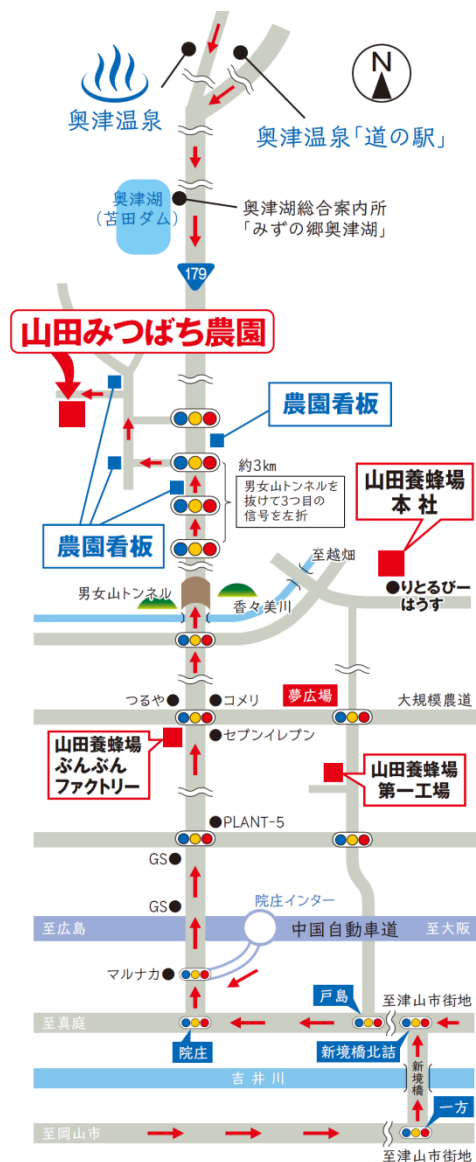 N
奥津温泉
奥津温泉「道の駅」
奥津湖
(苫田ダム)
奥津湖総合案内所
「みずの郷奥津湖」
179
山田みつばち農園
農園看板
約3km
男女山トンネルを
抜けて3つ目の
信号を左折
農園看板
山田養蜂場
本社
至越畑
りとるびー
はうす
男女山トンネル
香々美川
つるや
コメリ
夢広場
大規模農道
セブンイレブン
山田養蜂場
ぶんぶん
ファクトリー
山田養蜂場
第一工場
PLANT-5
GS
GS
院庄インター
至広島
中国自動車道
至大阪
マルナカ
戸島
至津山市街地
至真庭
院庄
新境橋北詰
吉井川
新境橋
一方
至岡山市
至津山市街地